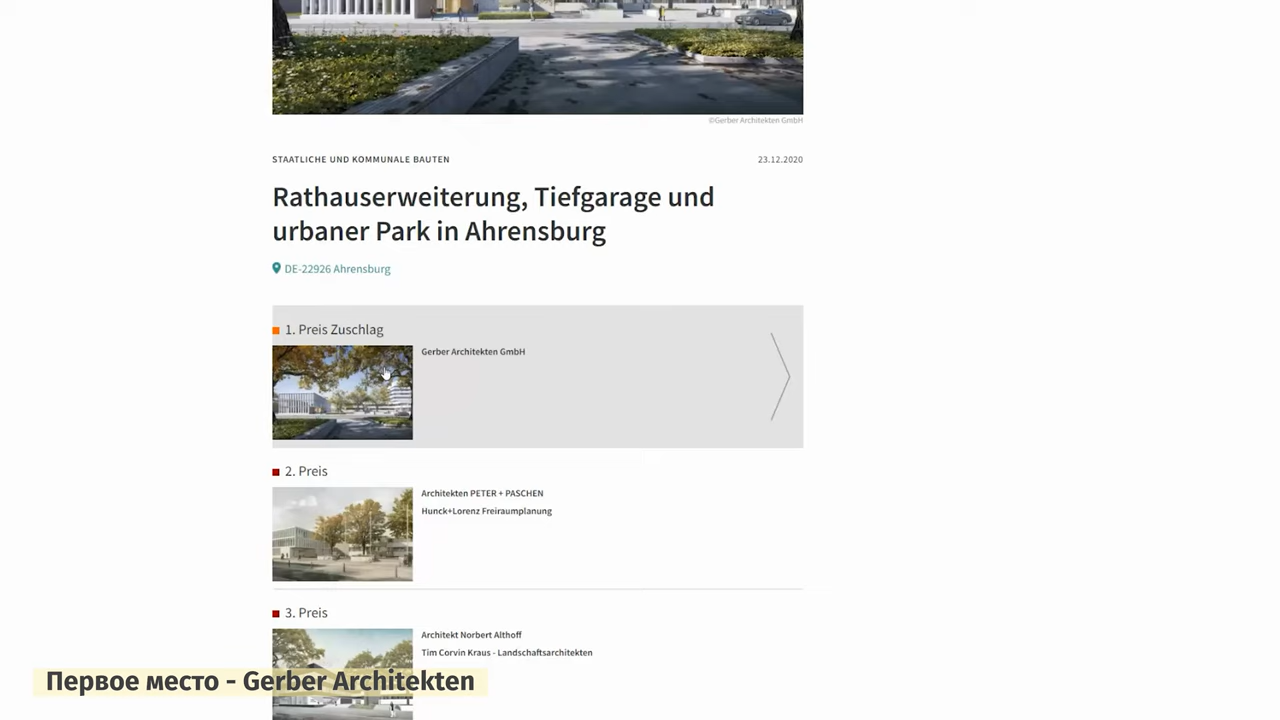 ©Gerber Architekten GmbH
STAATLICHE UND KOMMUNALE BAUTEN
23.12.2020
Rathauserweiterung, Tiefgarage und
urbaner Park in Ahrensburg
DE-22926 Ahrensburg
1. Preis Zuschlag
Gerber Architekten GmbH
2. Preis
Architekten PETER + PASCHEN
Hunck+Lorenz Freiraumplanung
3. Preis
Architekt Norbert Althoff
Tim Corvin Kraus - Landschaftsarchitekten
Первое место - Gerber Architekten